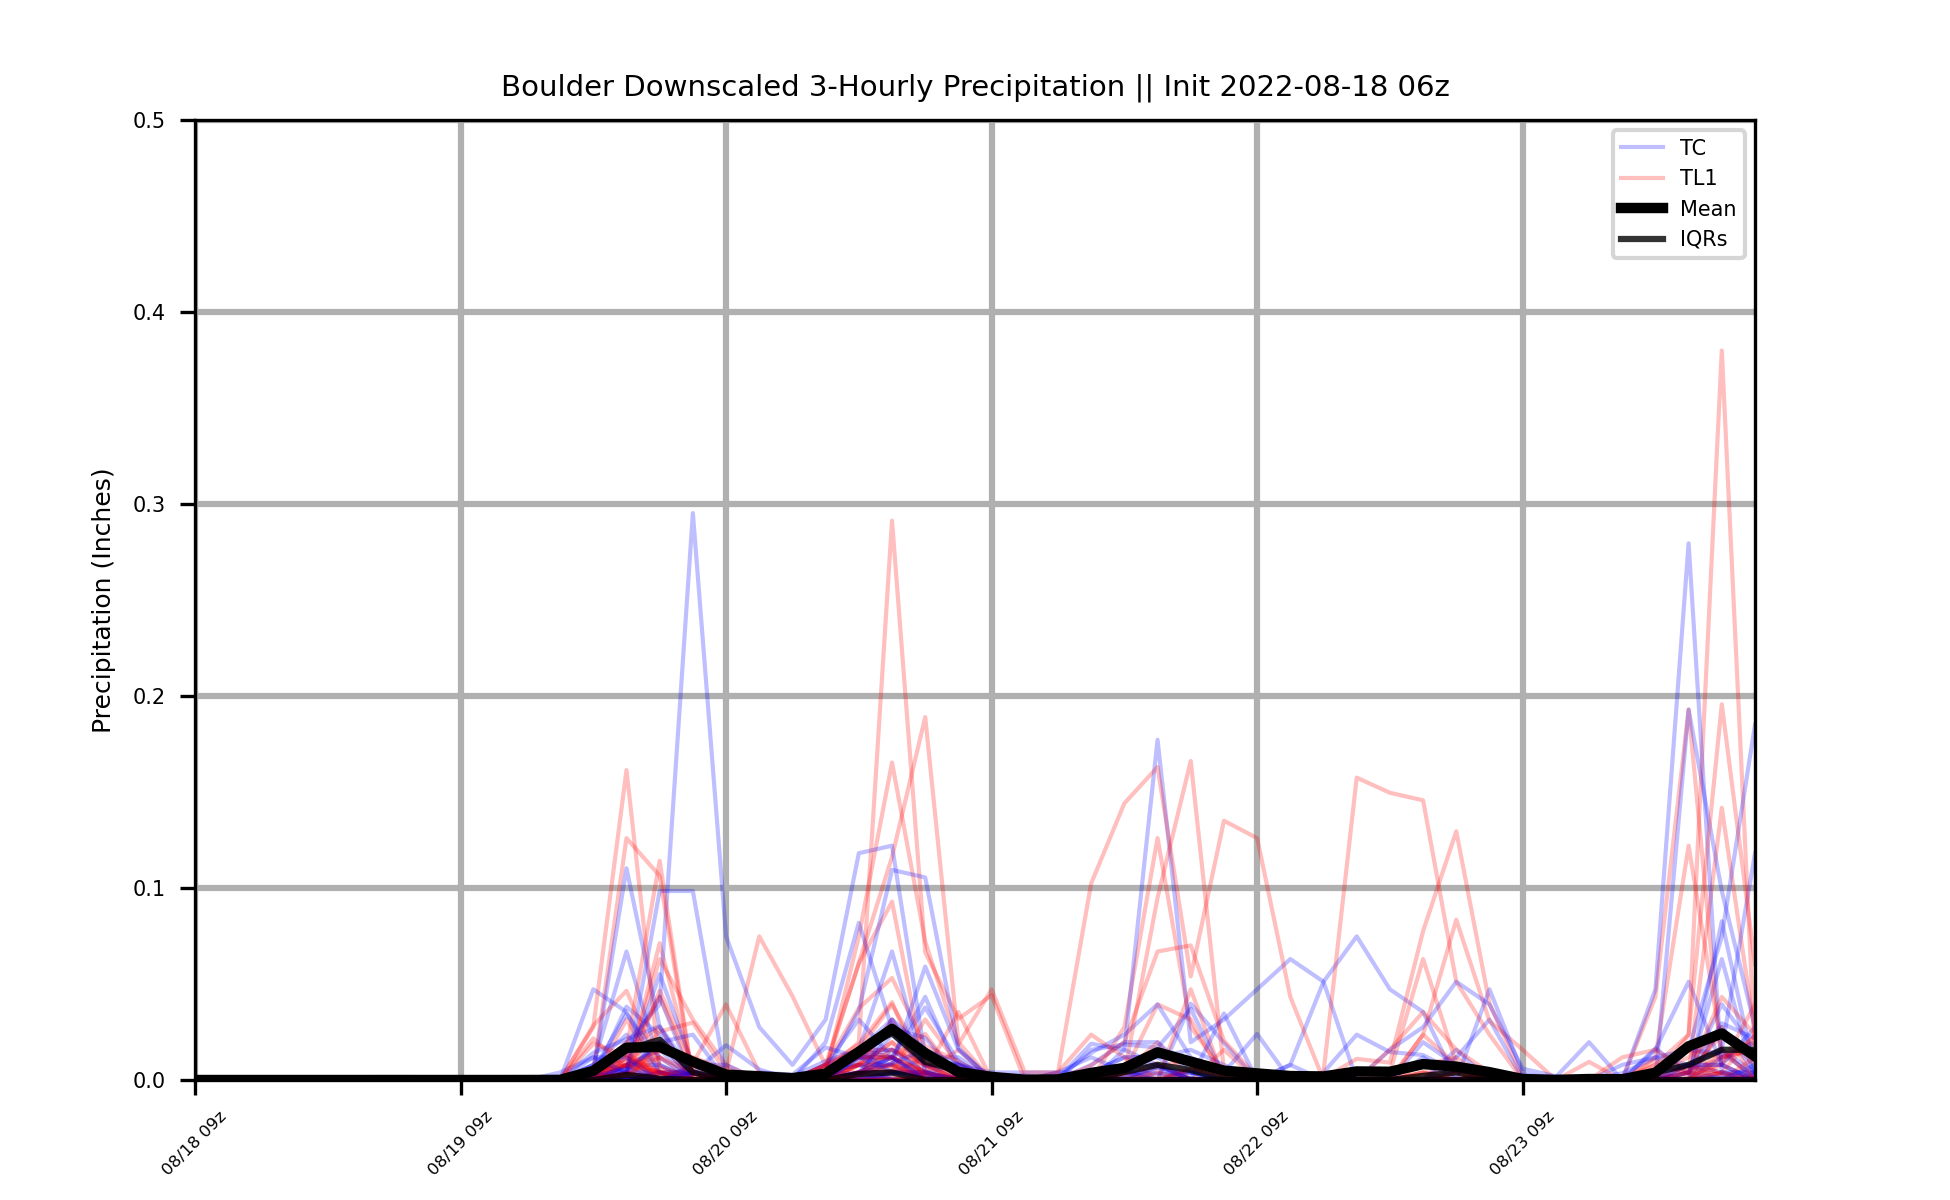 Boulder Downscaled 3-Hourly Precipitation || Init 2022-08-18 06z
TC
TL1
Mean
IQRs
Precipitation (Inches)
0.5
0.4
0.3
0.2
0.1
0.0
08/18 09z
08/19 09z
08/20 09z
08/21 09z
08/22 09z
08/23 09z